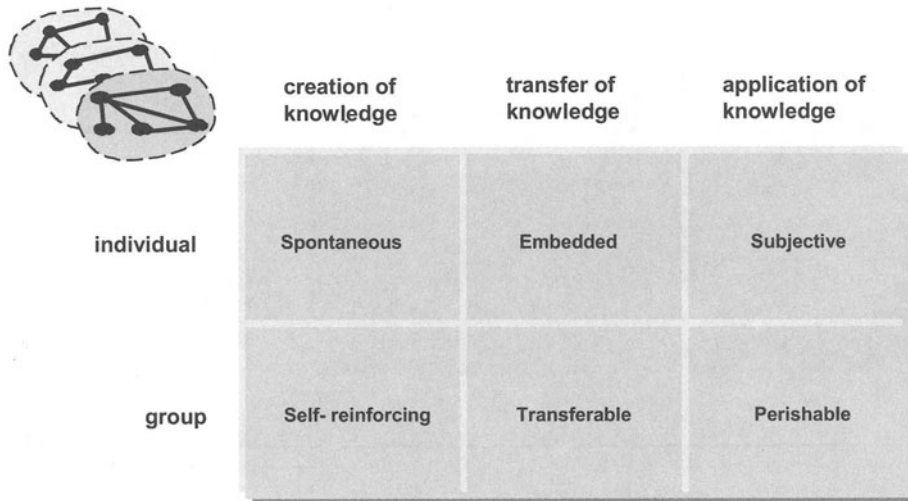 creation of
knowledge
transfer of
knowledge
application of
knowledge
individual
Spontaneous
Embedded
Subjective
group
Self- reinforcing
Transferable
Perishable